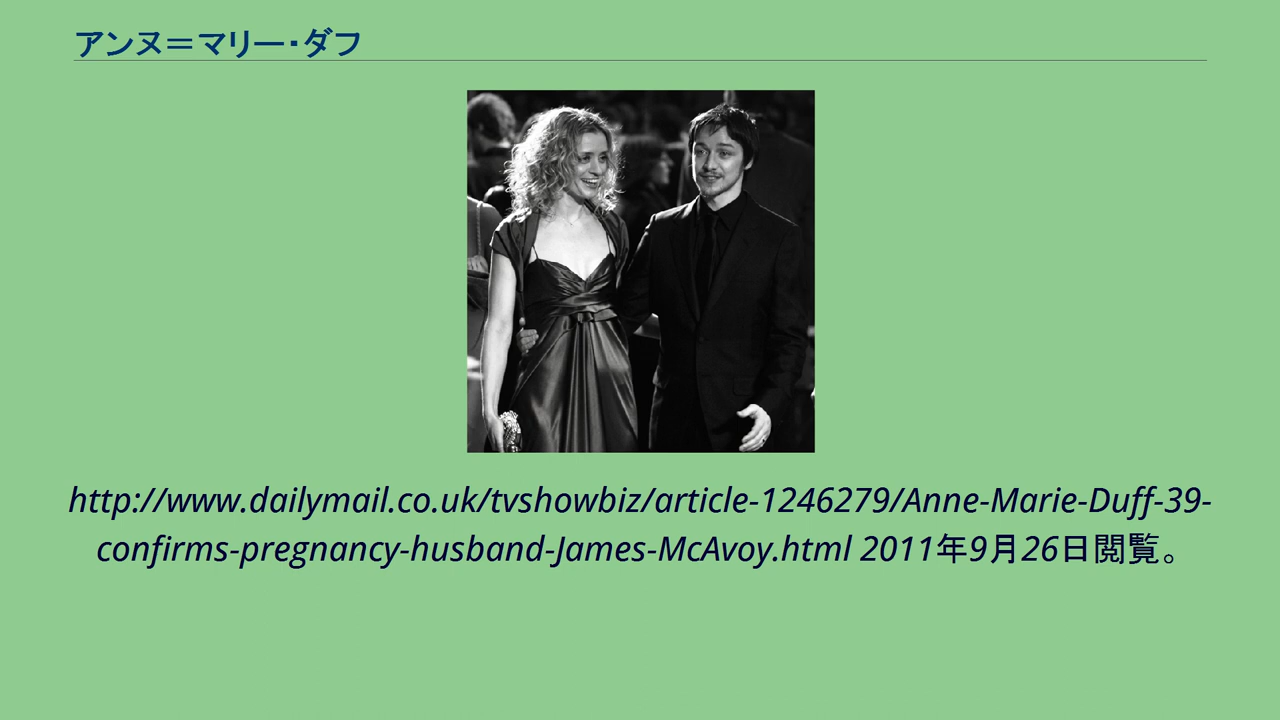 アンヌ＝マリー・ダフ
http://www.dailymail.co.uk/tvshowbiz/article-1246279/Anne-Marie-Duff-39-
confirms-pregnancy-husband-James-McAvoy.html 2011年9月26日閲覧。